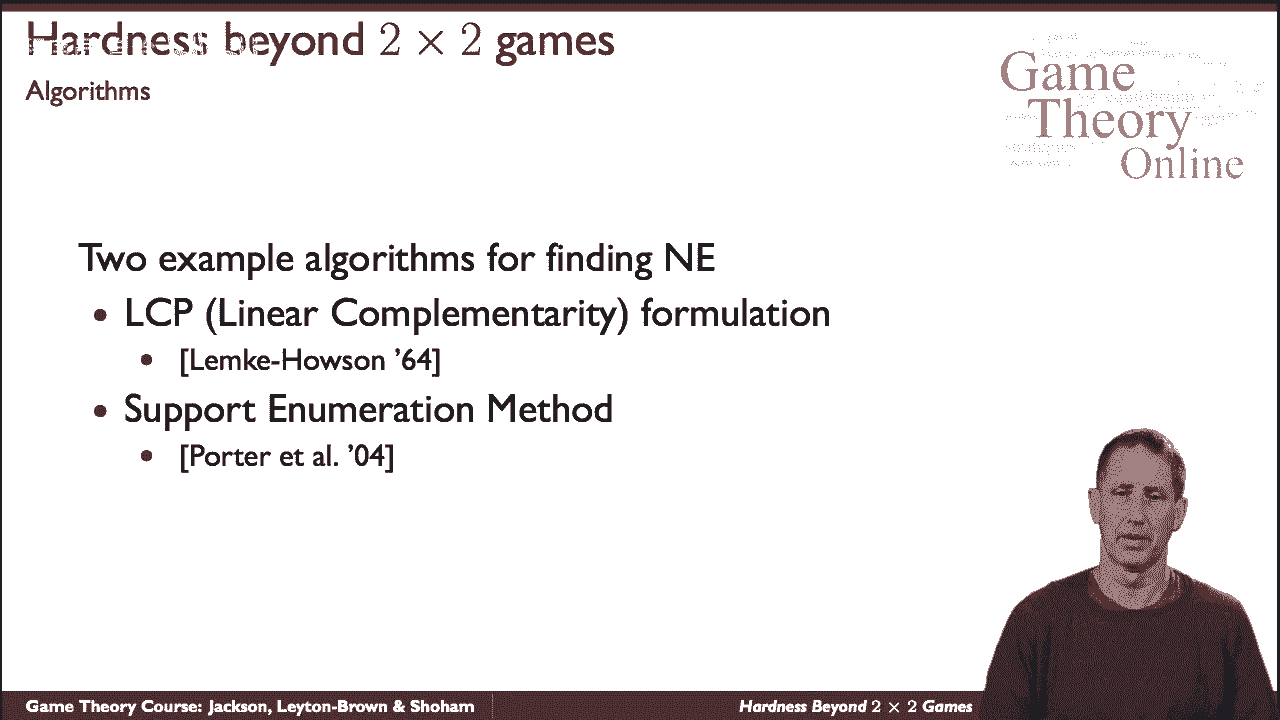 Hardness beyond 2 × 2 games
Algorithms
Game
Theory
Online
Two example algorithms for finding NE
• LCP (Linear Complementarity) formulation
• [Lemke-Howson ’64]
• Support Enumeration Method
• [Porter et al. ’04]
Game Theory Course: Jackson, Leyton-Brown & Shoham
Hardness Beyond 2 × 2 Games